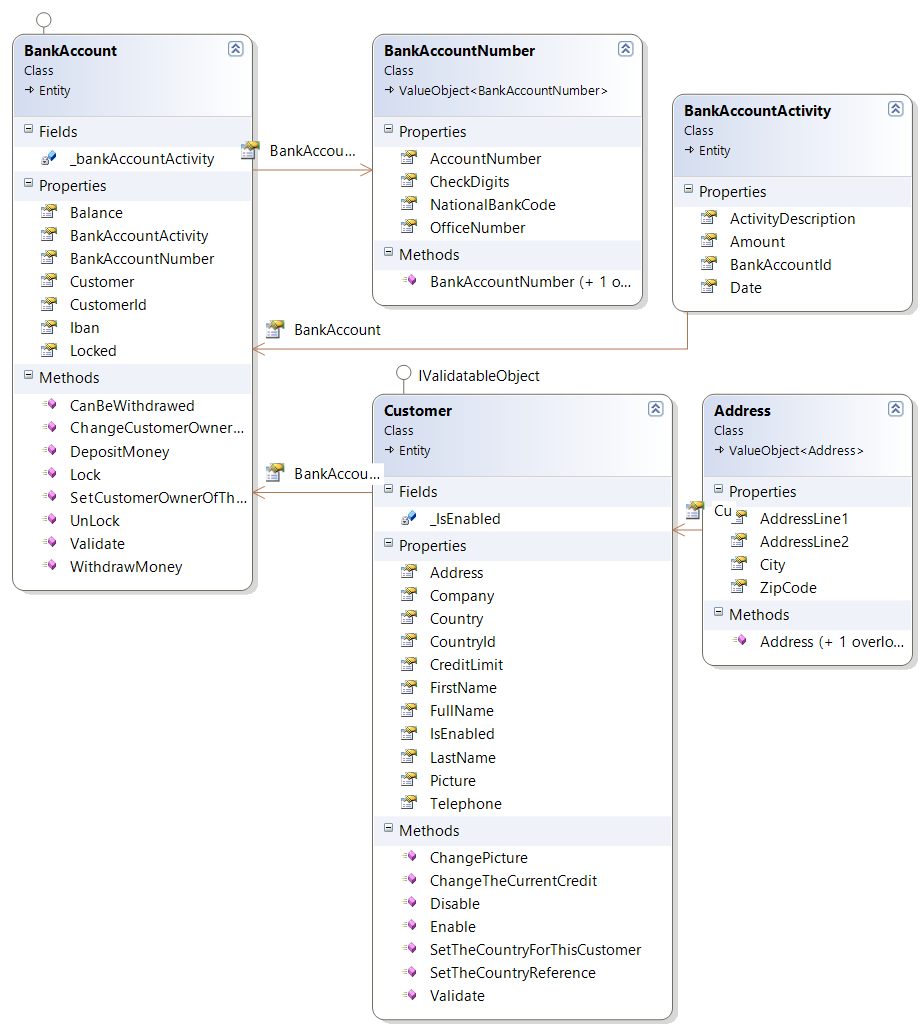 BankAccount
Class
Entity
Fields
_bankAccountActivity
Properties
Balance
BankAccountActivity
BankAccountNumber
Customer
CustomerId
Iban
Locked
Methods
CanBeWithdrawed
ChangeCustomerOwner...
DepositMoney
Lock
SetCustomerOwnerOfTh...
UnLock
Validate
WithdrawMoney
BankAccou...
BankAccountNumber
Class
ValueObject<BankAccountNumber>
Properties
AccountNumber
CheckDigits
NationalBankCode
OfficeNumber
Methods
BankAccountNumber (+ 1 o...
BankAccountActivity
Class
Entity
Properties
ActivityDescription
Amount
BankAccountId
Date
BankAccount
IValidatableObject
BankAccou...
Customer
Class
Entity
Fields
_IsEnabled
Properties
Address
Company
Country
CountryId
CreditLimit
FirstName
FullName
IsEnabled
LastName
Picture
Telephone
Methods
ChangePicture
ChangeTheCurrentCredit
Disable
Enable
SetTheCountryForThisCustomer
SetTheCountryReference
Validate
Cu
Address
Class
ValueObject<Address>
Properties
AddressLine1
AddressLine2
City
ZipCode
Methods
Address (+ 1 overlo...